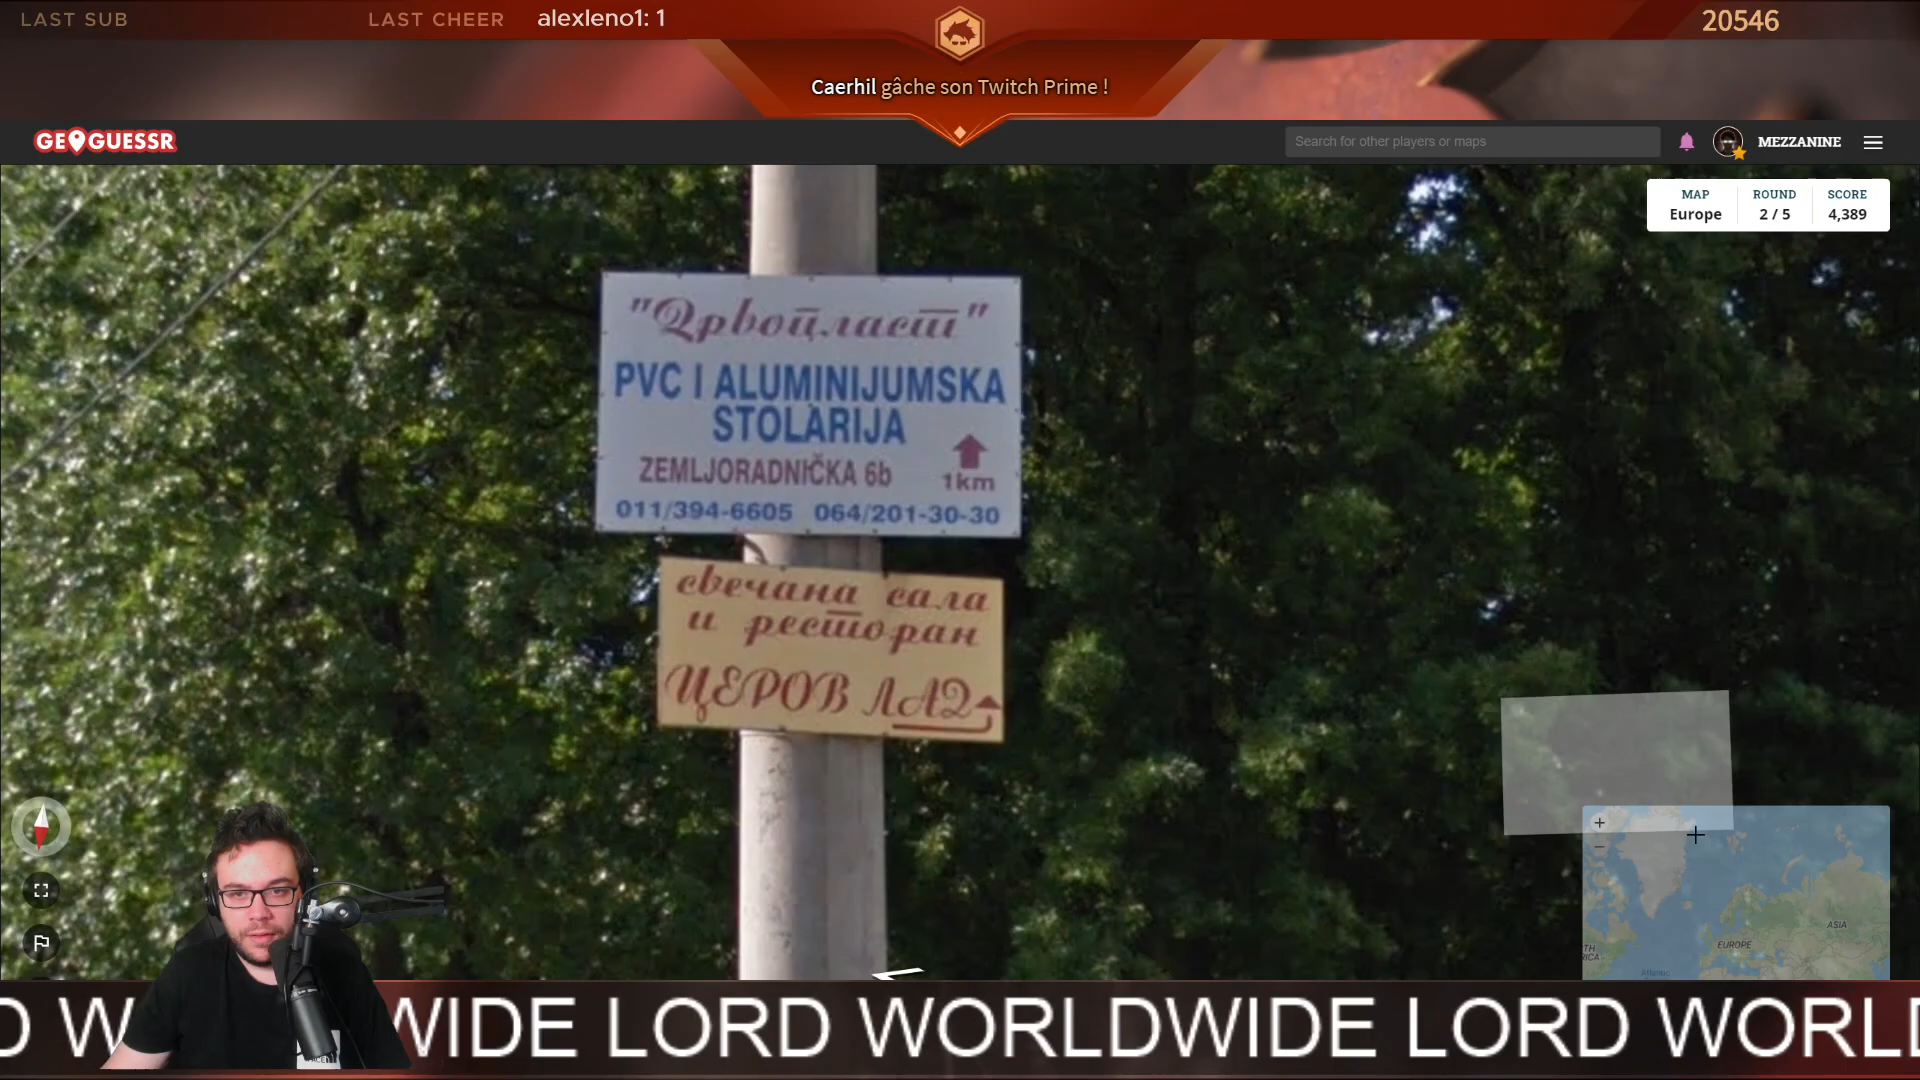 LAST SUB
LAST CHEER alexleno1: 1
20546
Caerhil gâche son Twitch Prime !
GEOGUESSR
Search for other players or maps
MEZZANINE
MAP ROUND SCORE
Europe 2 / 5 4,389
"Дрвопласт"
PVC I ALUMINIJUMSKA
STOLARIJA
ZEMLJORADNIČKA 6b
1km
011/394-6605 064/201-30-30
свечана сала
и ресторан
ЦЕРОВ ЛАД
ASIA
EUROPE
Atlantic
WIDE LORD WORLDWIDE LORD WORL